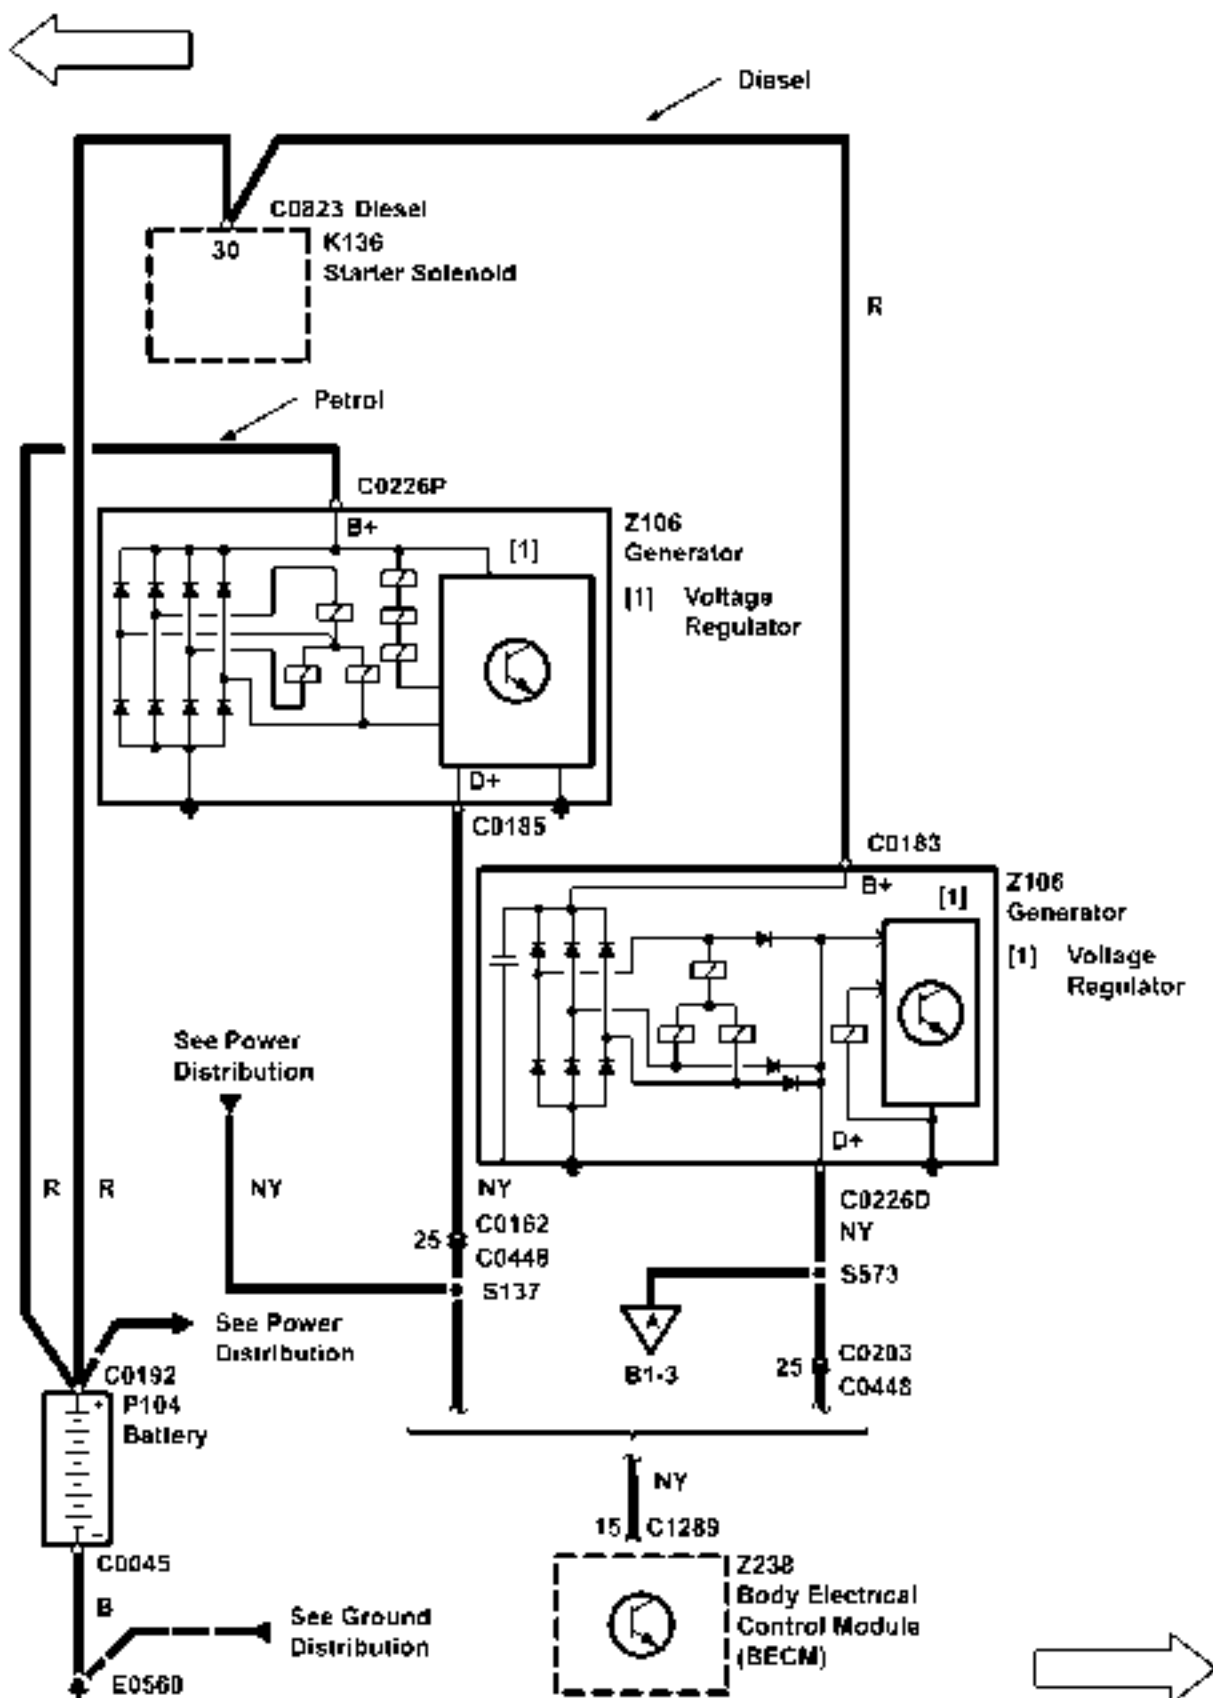 Diesel
C0823 Diesel
30
K136
Starter Solenoid
R
Petrol
C0226P
B+
[1]
Z106
Generator
[1] Voltage
Regulator
D+
C0185
C0183
B+
[1]
Z106
Generator
[1] Voltage
Regulator
See Power
Distribution
D+
R
R
NY
NY
C0226D
NY
25
C0162
C0448
S137
S573
See Power
Distribution
A
B1-3
25
C0203
C0448
C0192
P104
Battery
+
−
NY
15
C1289
C0045
Z238
Body Electrical
Control Module
(BECM)
B
See Ground
Distribution
E0560